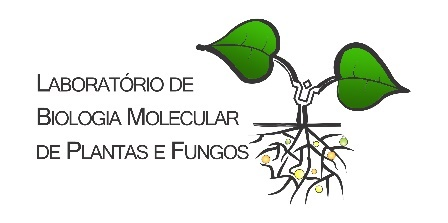 LABORATÓRIO DE
BIOLOGIA MOLECULAR
DE PLANTAS E FUNGOS